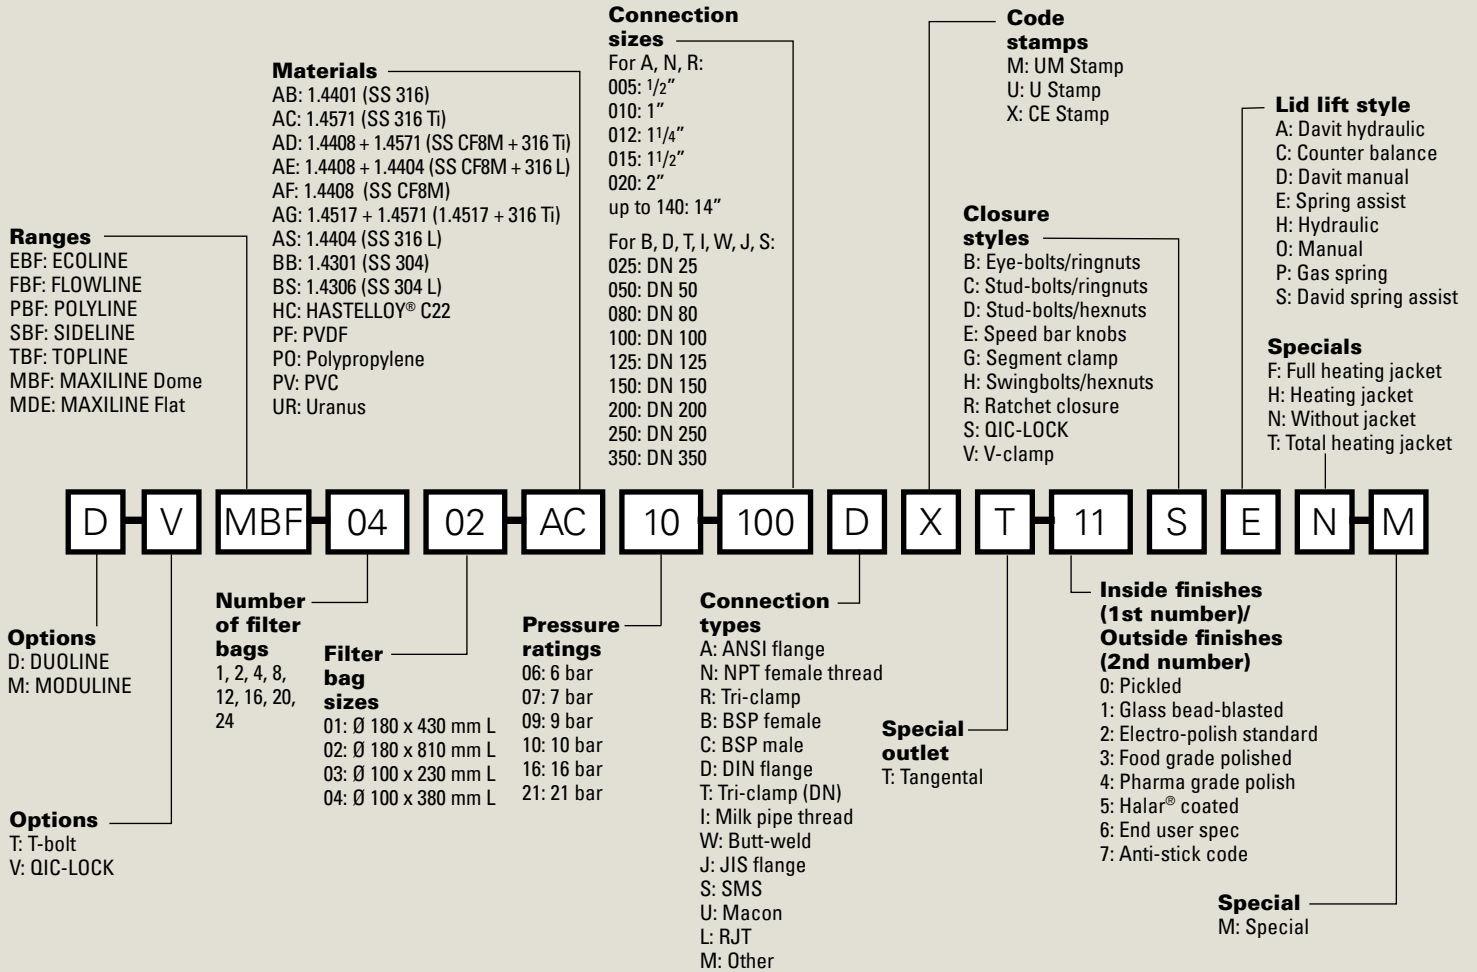 Ranges
EBF: ECOLINE
FBF: FLOWLINE
PBF: POLYLINE
SBF: SIDELINE
TBF: TOPLINE
MBF: MAXILINE Dome
MDE: MAXILINE Flat
Materials
AB: 1.4401 (SS 316)
AC: 1.4571 (SS 316 Ti)
AD: 1.4408 + 1.4571 (SS CF8M + 316 Ti)
AE: 1.4408 + 1.4404 (SS CF8M + 316 L)
AF: 1.4408 (SS CF8M)
AG: 1.4517 + 1.4571 (1.4517 + 316 Ti)
AS: 1.4404 (SS 316 L)
BB: 1.4301 (SS 304)
BS: 1.4306 (SS 304 L)
HC: HASTELLOY® C22
PF: PVDF
PO: Polypropylene
PV: PVC
UR: Uranus
Connection
sizes
For A, N, R:
005: 1/2"
010: 1"
012: 11/4"
015: 11/2"
020: 2"
up to 140: 14"
For B, D, T, I, W, J, S:
025: DN 25
050: DN 50
080: DN 80
100: DN 100
125: DN 125
150: DN 150
200: DN 200
250: DN 250
350: DN 350
Code
stamps
M: UM Stamp
U: U Stamp
X: CE Stamp
Closure
styles
B: Eye-bolts/ringnuts
C: Stud-bolts/ringnuts
D: Stud-bolts/hexnuts
E: Speed bar knobs
G: Segment clamp
H: Swingbolts/hexnuts
R: Ratchet closure
S: QIC-LOCK
V: V-clamp
Lid lift style
A: Davit hydraulic
C: Counter balance
D: Davit manual
E: Spring assist
H: Hydraulic
O: Manual
P: Gas spring
S: David spring assist
Specials
F: Full heating jacket
H: Heating jacket
N: Without jacket
T: Total heating jacket
D V MBF 04 02 AC 10 100 D X T 11 S E N M
Options
D: DUOLINE
M: MODULINE
Options
T: T-bolt
V: QIC-LOCK
Number
of filter
bags
1, 2, 4, 8,
12, 16, 20,
24
Filter
bag
sizes
01: Ø 180 x 430 mm L
02: Ø 180 x 810 mm L
03: Ø 100 x 230 mm L
04: Ø 100 x 380 mm L
Pressure
ratings
06: 6 bar
07: 7 bar
09: 9 bar
10: 10 bar
16: 16 bar
21: 21 bar
Connection
types
A: ANSI flange
N: NPT female thread
R: Tri-clamp
B: BSP female
C: BSP male
D: DIN flange
T: Tri-clamp (DN)
I: Milk pipe thread
W: Butt-weld
J: JIS flange
S: SMS
U: Macon
L: RJT
M: Other
Special
outlet
T: Tangental
Inside finishes
(1st number)/
Outside finishes
(2nd number)
0: Pickled
1: Glass bead-blasted
2: Electro-polish standard
3: Food grade polished
4: Pharma grade polish
5: Halar® coated
6: End user spec
7: Anti-stick code
Special
M: Special